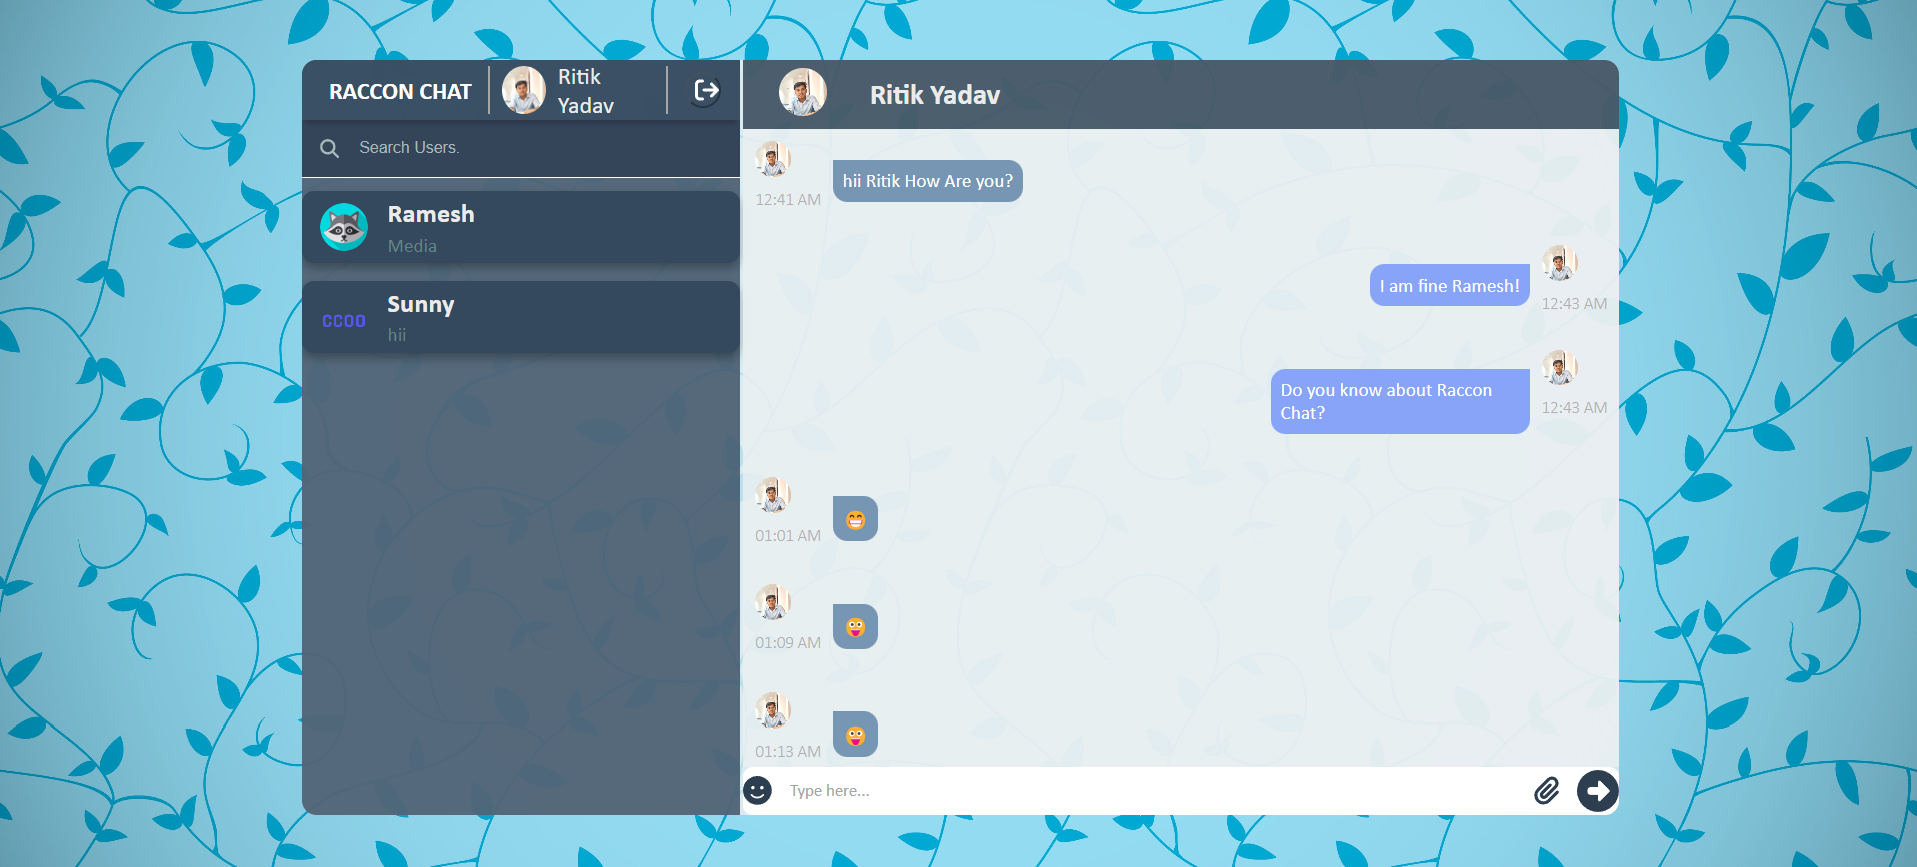 RACCON CHAT
Ritik
Yadav
Search Users.
Ramesh
Media
CCOO
Sunny
hii
Ritik Yadav
hii Ritik How Are you?
12:41 AM
I am fine Ramesh!
12:43 AM
Do you know about Raccon
Chat?
12:43 AM
01:01 AM
01:09 AM
01:13 AM
Type here...